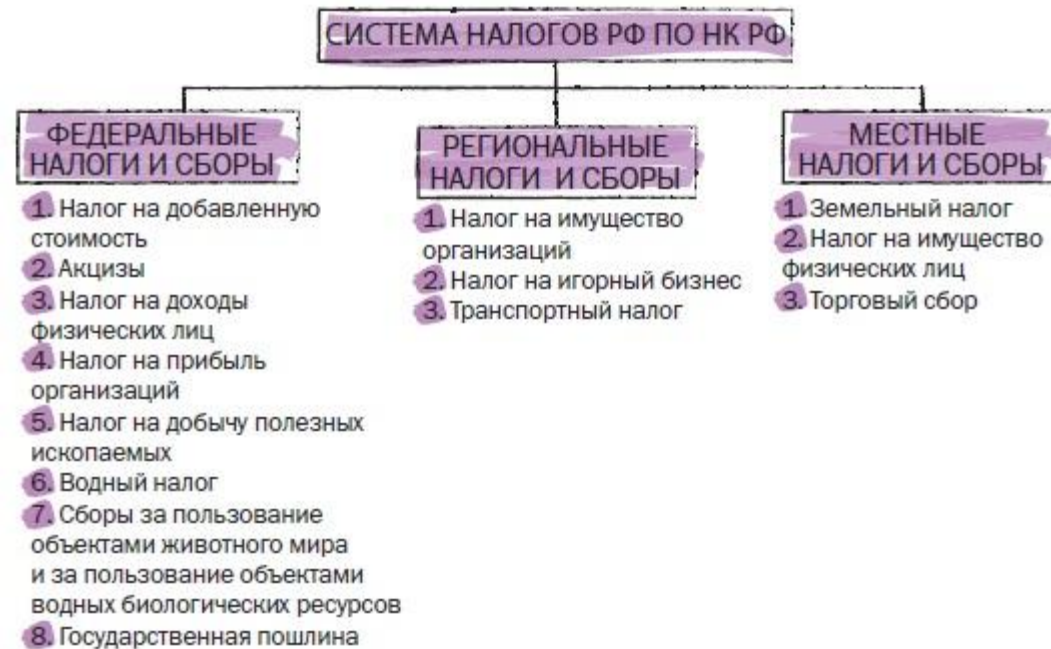 СИСТЕМА НАЛОГОВ РФ ПО НК РФ
ФЕДЕРАЛЬНЫЕ
НАЛОГИ И СБОРЫ
1. Налог на добавленную
стоимость
2. Акцизы
3. Налог на доходы
физических лиц
4. Налог на прибыль
организаций
5. Налог на добычу полезных
ископаемых
6. Водный налог
7. Сборы за пользование
объектами животного мира
и за пользование объектами
водных биологических ресурсов
8. Государственная пошлина
РЕГИОНАЛЬНЫЕ
НАЛОГИ И СБОРЫ
1. Налог на имущество
организаций
2. Налог на игорный бизнес
3. Транспортный налог
МЕСТНЫЕ
НАЛОГИ И СБОРЫ
1. Земельный налог
2. Налог на имущество
физических лиц
3. Торговый сбор